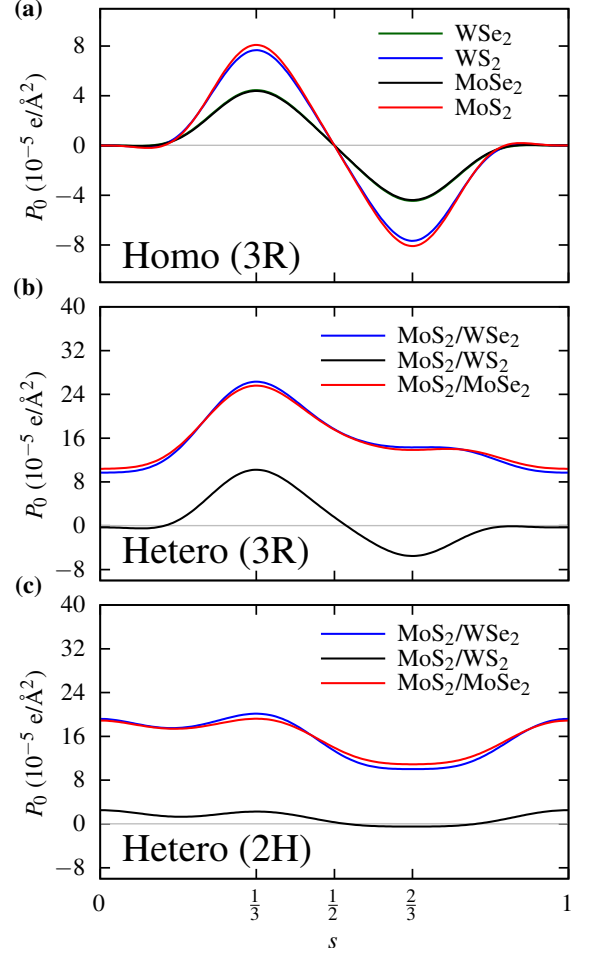 (a)
WSe₂
WS₂
MoSe₂
MoS₂
8
4
0
−4
−8
P₀ (10⁻⁵ e/Å²)
Homo (3R)
(b)
MoS₂/WSe₂
MoS₂/WS₂
MoS₂/MoSe₂
40
32
24
16
8
0
−8
P₀ (10⁻⁵ e/Å²)
Hetero (3R)
(c)
MoS₂/WSe₂
MoS₂/WS₂
MoS₂/MoSe₂
40
32
24
16
8
0
−8
P₀ (10⁻⁵ e/Å²)
Hetero (2H)
0 1/3 1/2 2/3 1
s